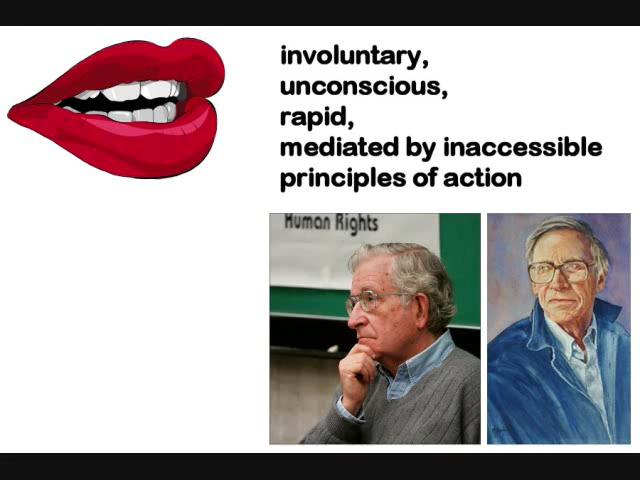 involuntary,
unconscious,
rapid,
mediated by inaccessible
principles of action
Human Rights